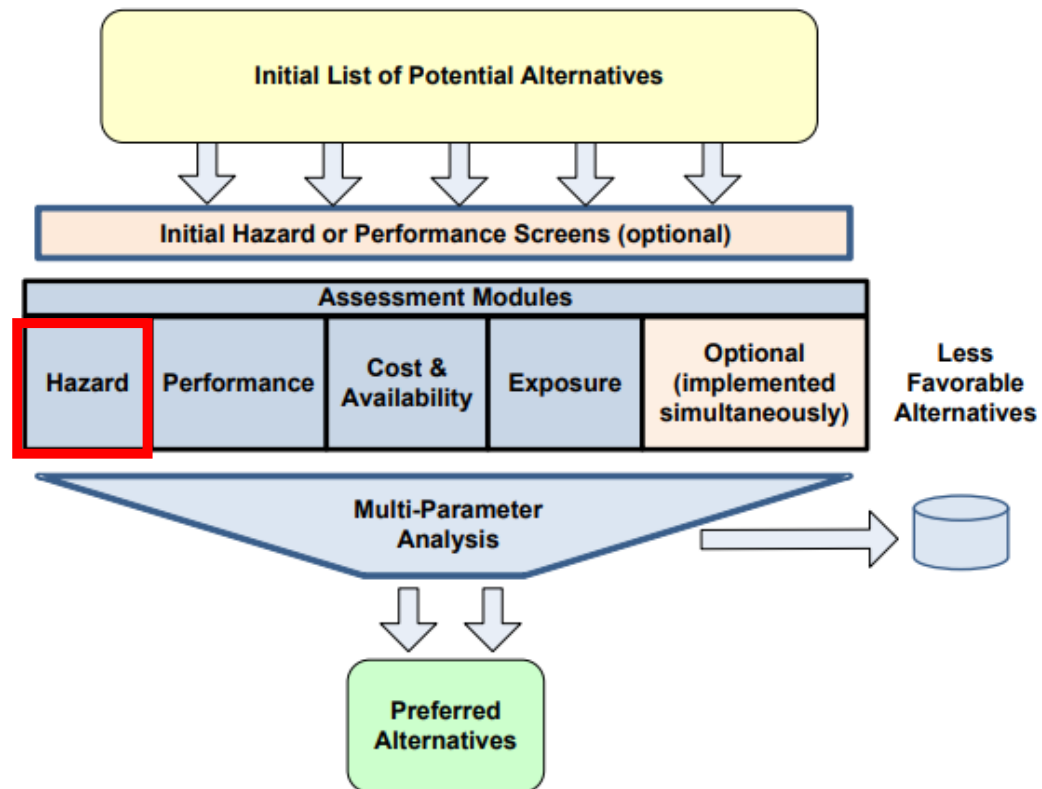 Initial List of Potential Alternatives
Initial Hazard or Performance Screens (optional)
Assessment Modules
Hazard
Performance
Cost &
Availability
Exposure
Optional
(implemented
simultaneously)
Less
Favorable
Alternatives
Multi-Parameter
Analysis
Preferred
Alternatives